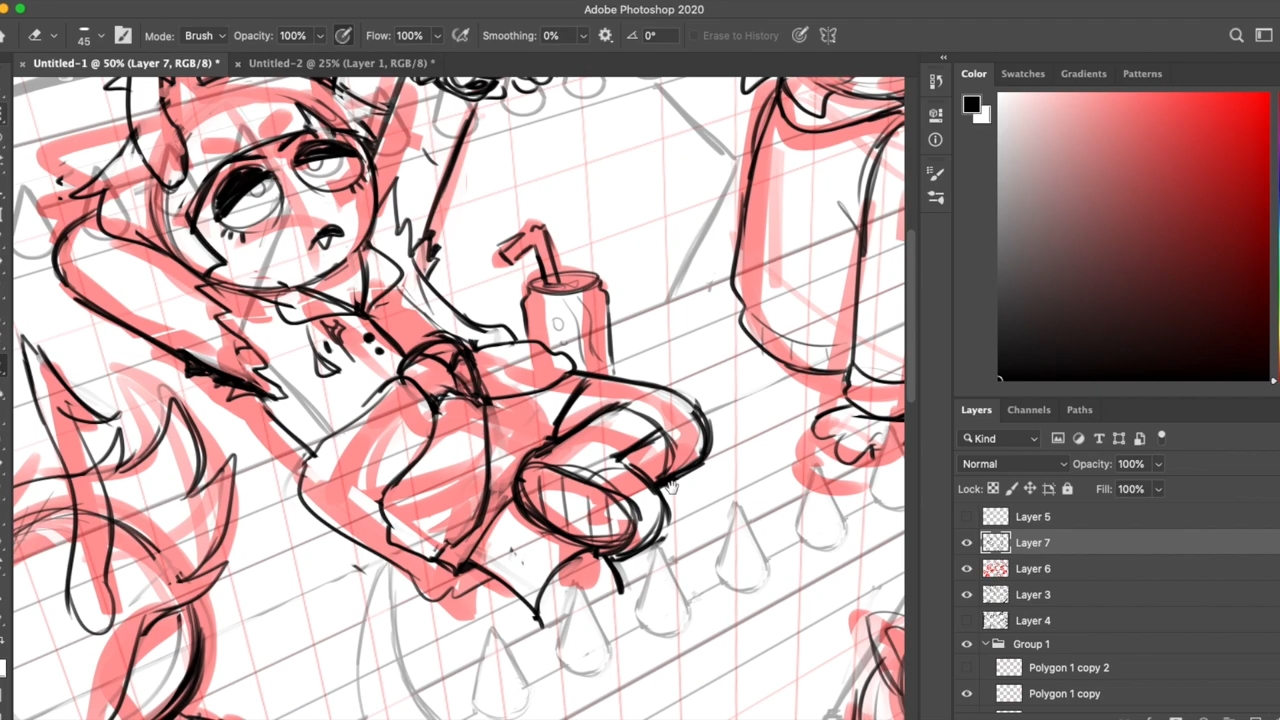 Adobe Photoshop 2020
45 Mode: Brush Opacity: 100% Flow: 100% Smoothing: 0% 0° Erase to History
× Untitled-1 @ 50% (Layer 7, RGB/8) * × Untitled-2 @ 25% (Layer 1, RGB/8) *
Color Swatches Gradients Patterns
Layers Channels Paths
Kind
Normal Opacity: 100%
Lock: Fill: 100%
Layer 5
Layer 7
Layer 6
Layer 3
Layer 4
Group 1
Polygon 1 copy 2
Polygon 1 copy